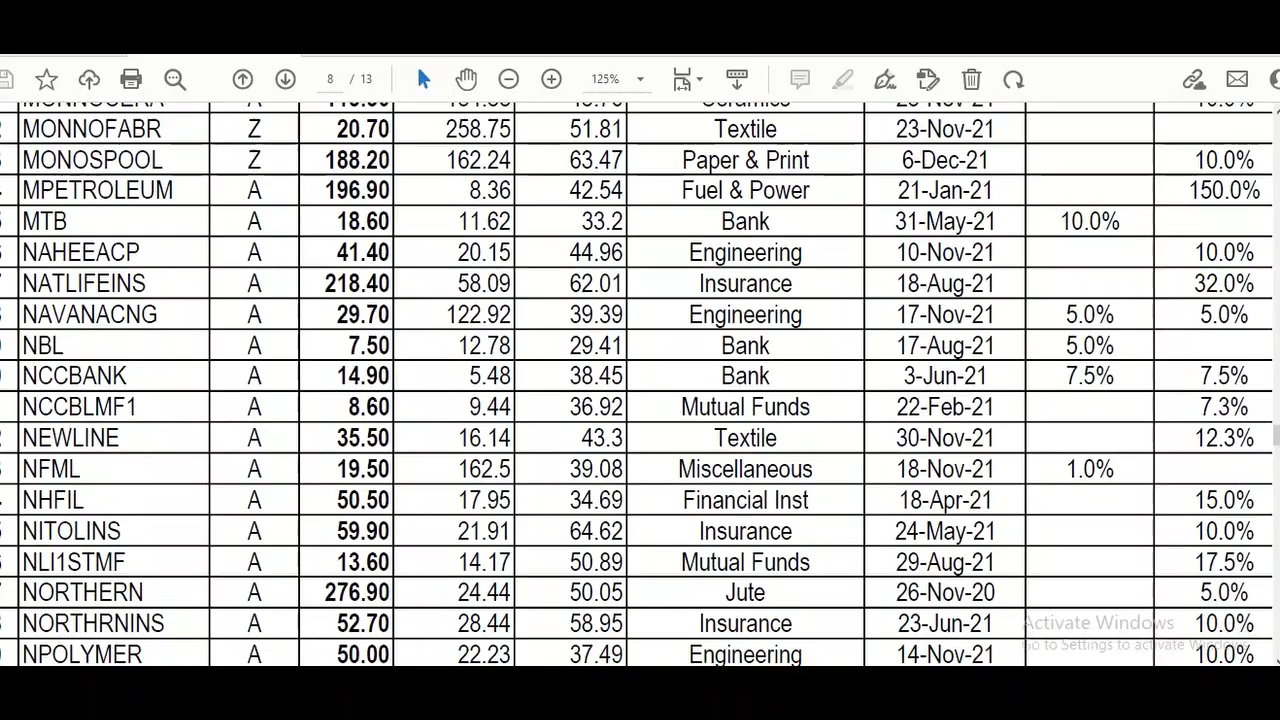 8 / 13 125%
A
MONNOFABR Z 20.70 258.75 51.81 Textile 23-Nov-21
MONOSPOOL Z 188.20 162.24 63.47 Paper & Print 6-Dec-21 10.0%
MPETROLEUM A 196.90 8.36 42.54 Fuel & Power 21-Jan-21 150.0%
MTB A 18.60 11.62 33.2 Bank 31-May-21 10.0%
NAHEEACP A 41.40 20.15 44.96 Engineering 10-Nov-21 10.0%
NATLIFEINS A 218.40 58.09 62.01 Insurance 18-Aug-21 32.0%
NAVANACNG A 29.70 122.92 39.39 Engineering 17-Nov-21 5.0% 5.0%
NBL A 7.50 12.78 29.41 Bank 17-Aug-21 5.0%
NCCBANK A 14.90 5.48 38.45 Bank 3-Jun-21 7.5% 7.5%
NCCBLMF1 A 8.60 9.44 36.92 Mutual Funds 22-Feb-21 7.3%
NEWLINE A 35.50 16.14 43.3 Textile 30-Nov-21 12.3%
NFML A 19.50 162.5 39.08 Miscellaneous 18-Nov-21 1.0%
NHFIL A 50.50 17.95 34.69 Financial Inst 18-Apr-21 15.0%
NITOLINS A 59.90 21.91 64.62 Insurance 24-May-21 10.0%
NLI1STMF A 13.60 14.17 50.89 Mutual Funds 29-Aug-21 17.5%
NORTHERN A 276.90 24.44 50.05 Jute 26-Nov-20 5.0%
NORTHRNINS A 52.70 28.44 58.95 Insurance 23-Jun-21 10.0%
NPOLYMER A 50.00 22.23 37.49 Engineering 14-Nov-21 10.0%
Activate Windows
Go to Settings to activate Windows.